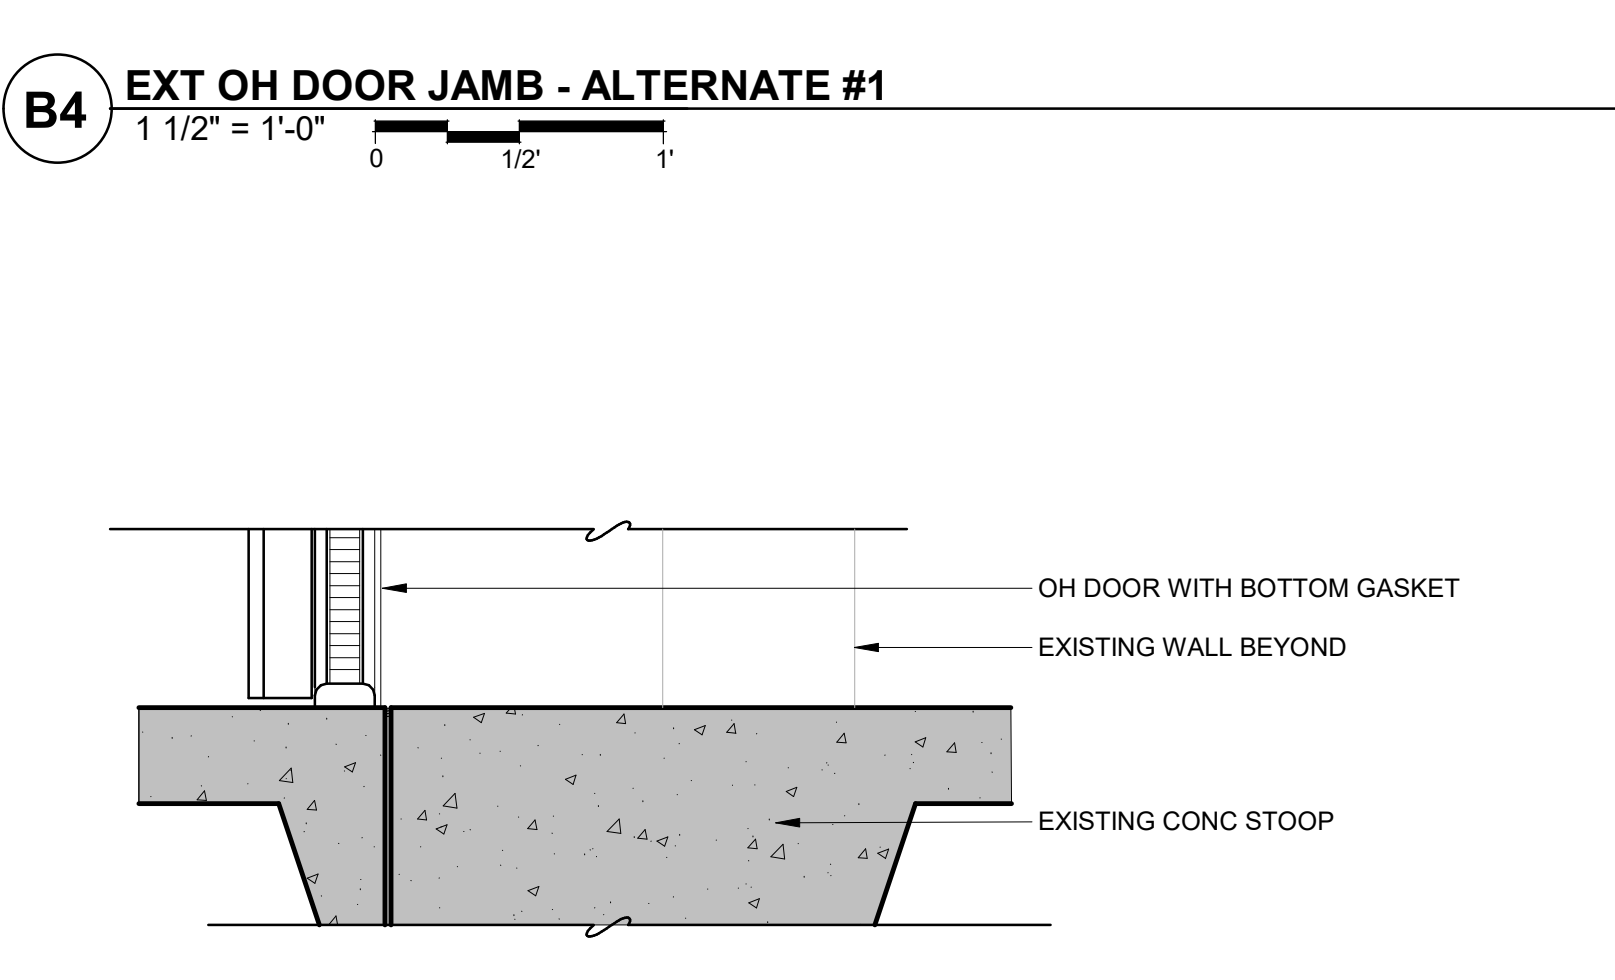 B4
EXT OH DOOR JAMB - ALTERNATE #1
1 1/2" = 1'-0"
0 1/2' 1'
OH DOOR WITH BOTTOM GASKET
EXISTING WALL BEYOND
EXISTING CONC STOOP